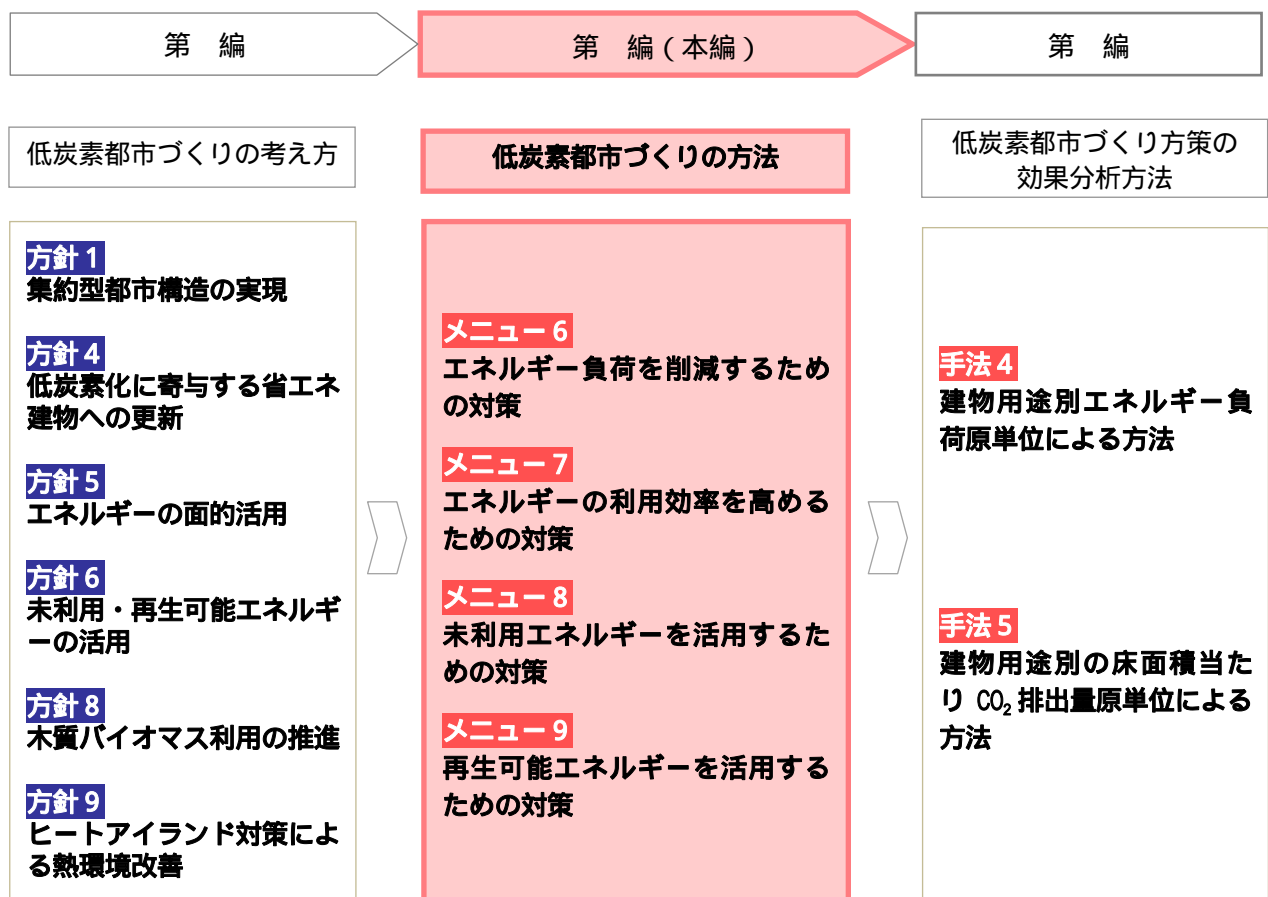 第　編
第　編（本編）
第　編
低炭素都市づくりの考え方
低炭素都市づくりの方法
低炭素都市づくり方策の
効果分析方法
方針1
集約型都市構造の実現
方針4
低炭素化に寄与する省エネ
建物への更新
方針5
エネルギーの面的活用
方針6
未利用・再生可能エネルギ
ーの活用
方針8
木質バイオマス利用の推進
方針9
ヒートアイランド対策によ
る熱環境改善
メニュー6
エネルギー負荷を削減するため
の対策
メニュー7
エネルギーの利用効率を高める
ための対策
メニュー8
未利用エネルギーを活用するた
めの対策
メニュー9
再生可能エネルギーを活用する
ための対策
手法4
建物用途別エネルギー負
荷原単位による方法
手法5
建物用途別の床面積当た
り CO₂排出量原単位による
方法